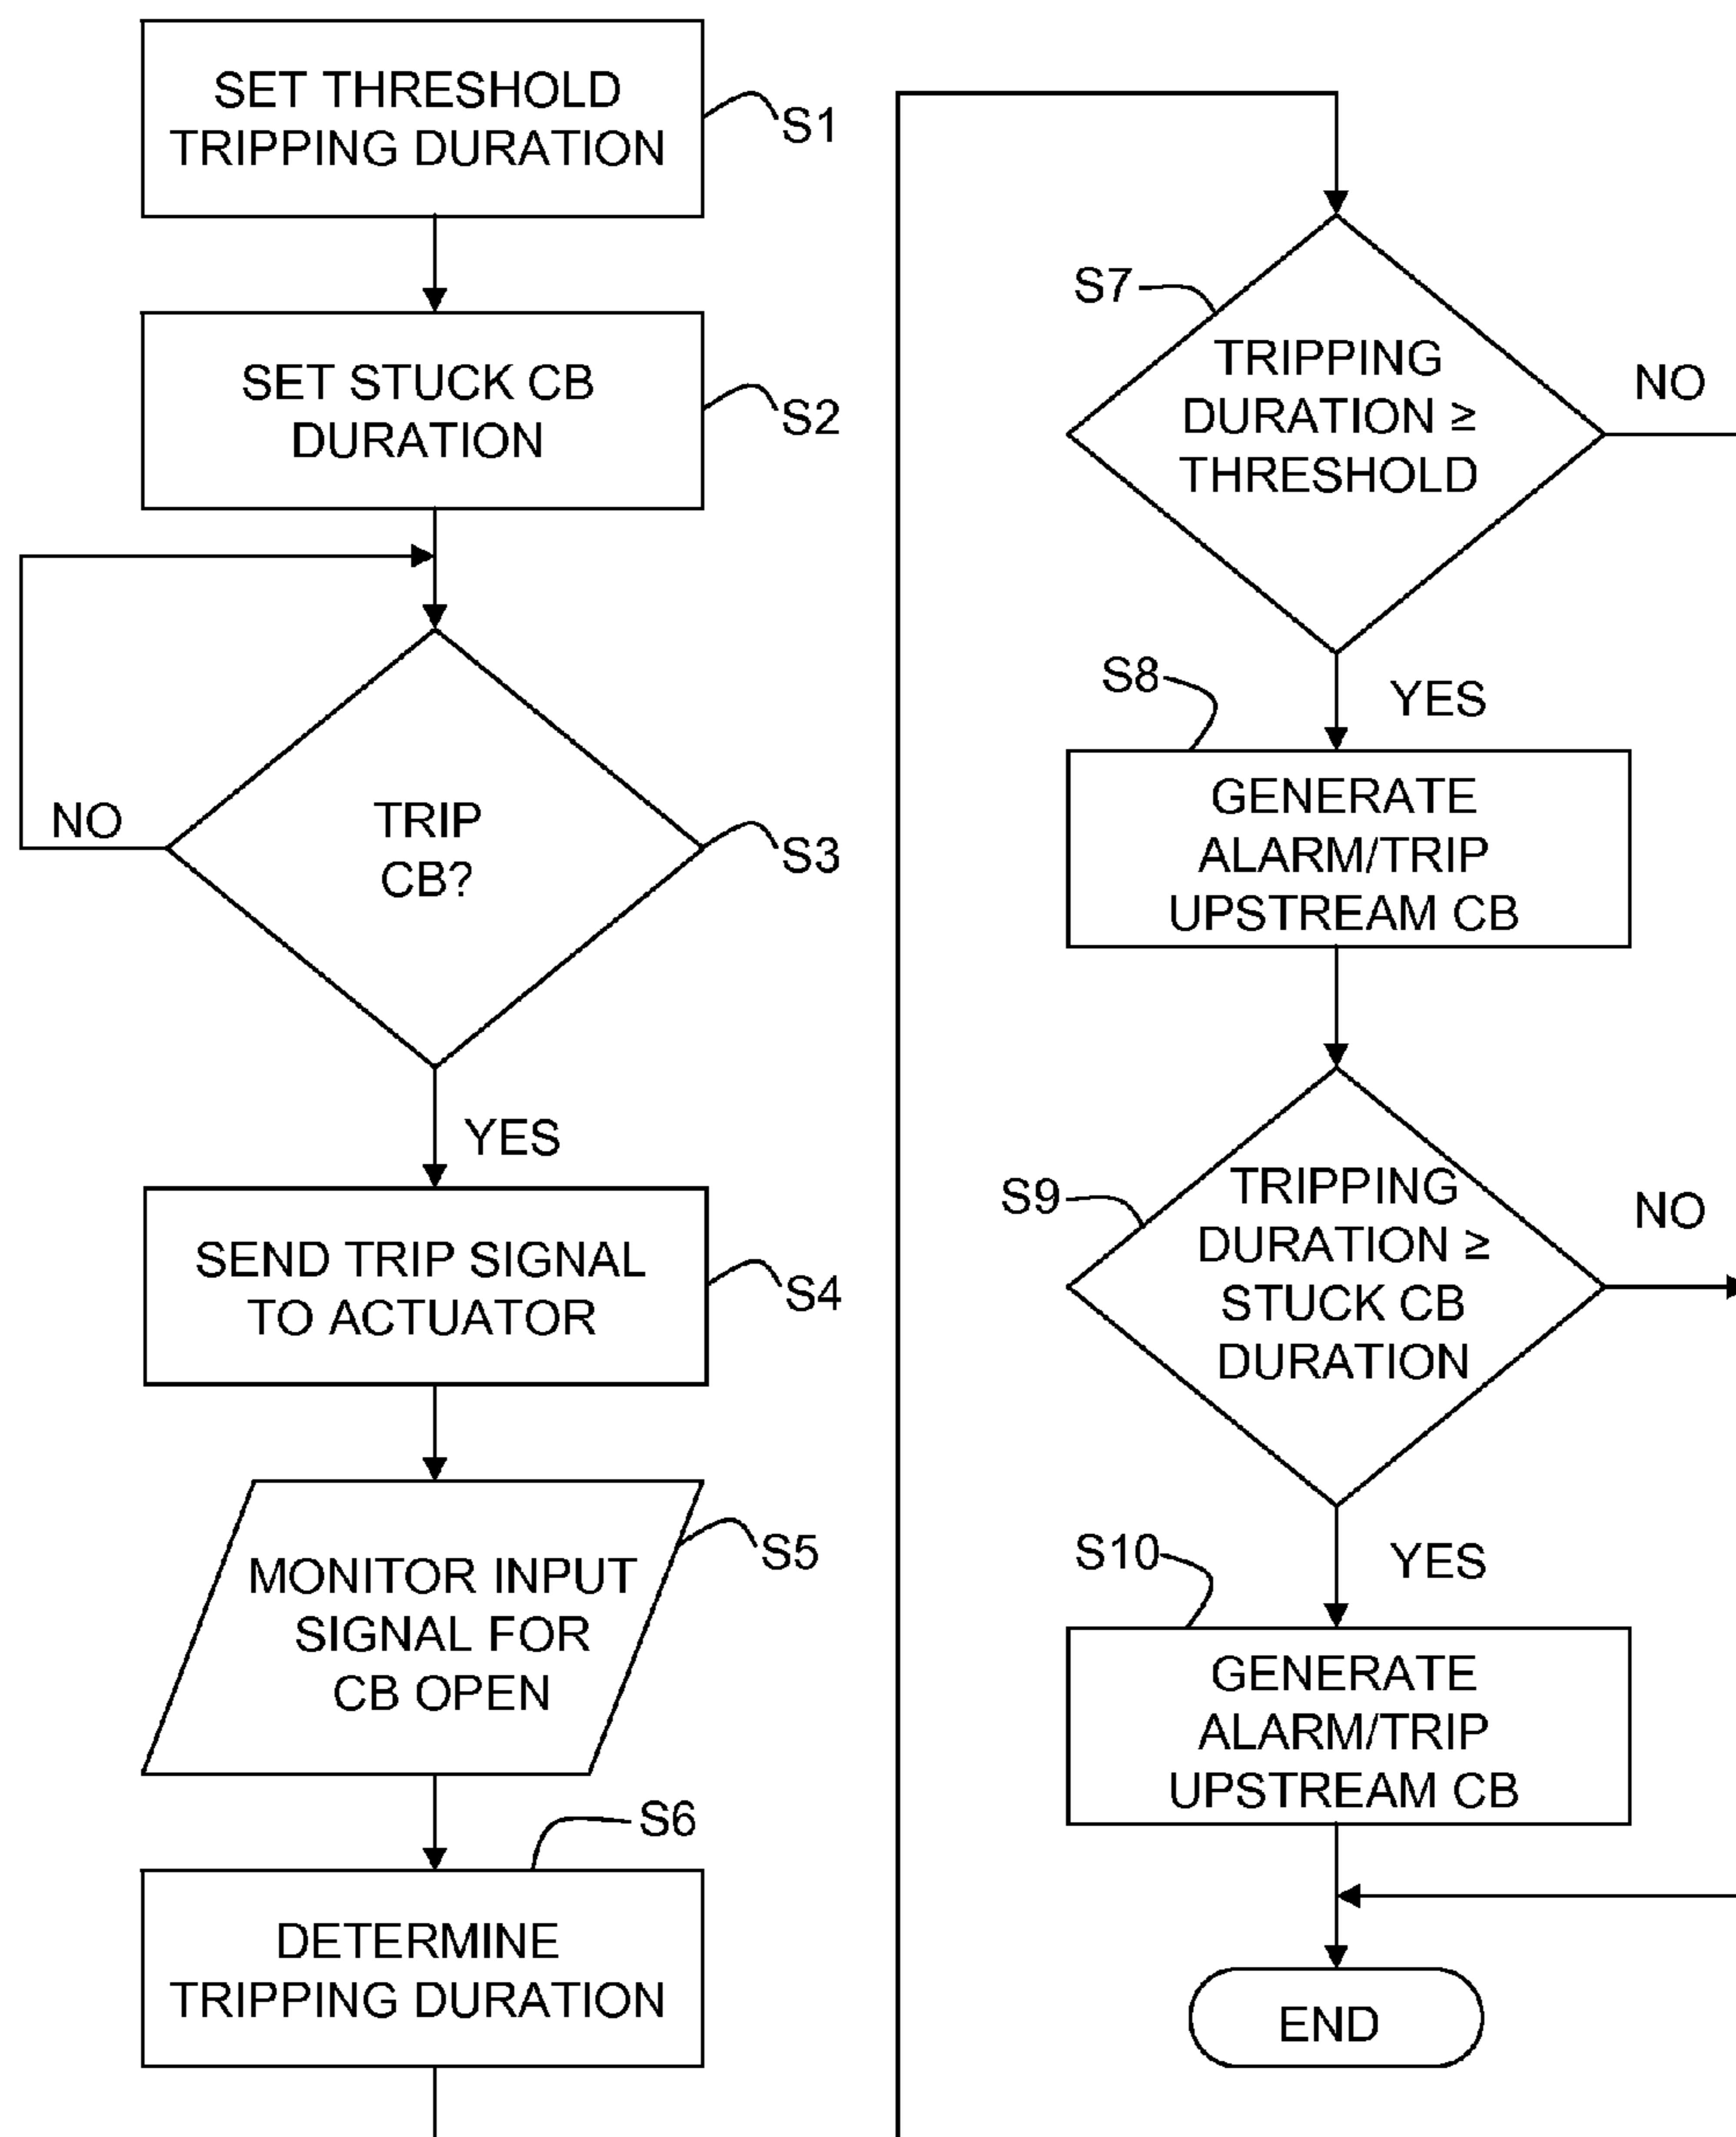 SET THRESHOLD
TRIPPING DURATION
S1
SET STUCK CB
DURATION
S2
TRIP
CB?
NO
S3
YES
SEND TRIP SIGNAL
TO ACTUATOR
S4
MONITOR INPUT
SIGNAL FOR
CB OPEN
S5
S6
DETERMINE
TRIPPING DURATION
S7
TRIPPING
DURATION ≥
THRESHOLD
NO
YES
S8
GENERATE
ALARM/TRIP
UPSTREAM CB
S9
TRIPPING
DURATION ≥
STUCK CB
DURATION
NO
YES
S10
GENERATE
ALARM/TRIP
UPSTREAM CB
END